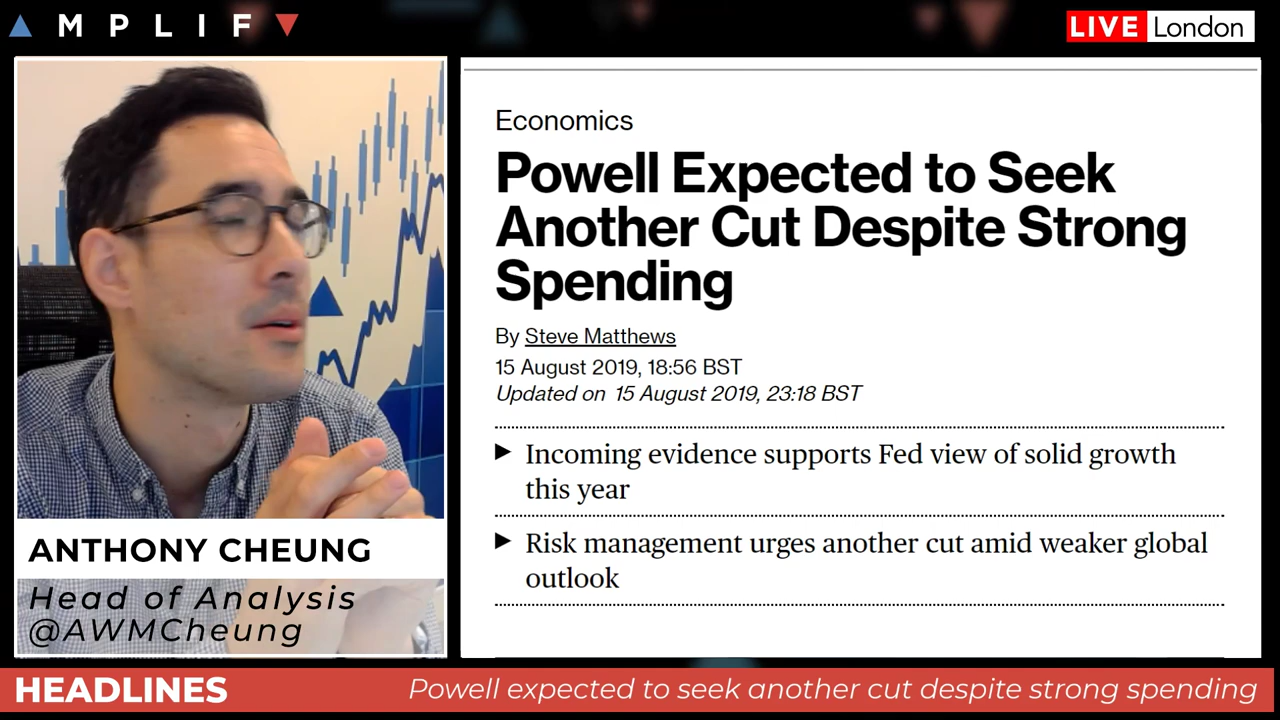 ▲ M P L I F ▼
LIVE London
Economics
Powell Expected to Seek
Another Cut Despite Strong
Spending
By Steve Matthews
15 August 2019, 18:56 BST
Updated on 15 August 2019, 23:18 BST
▶ Incoming evidence supports Fed view of solid growth
this year
▶ Risk management urges another cut amid weaker global
outlook
ANTHONY CHEUNG
Head of Analysis
@AWMCheung
HEADLINES
Powell expected to seek another cut despite strong spending